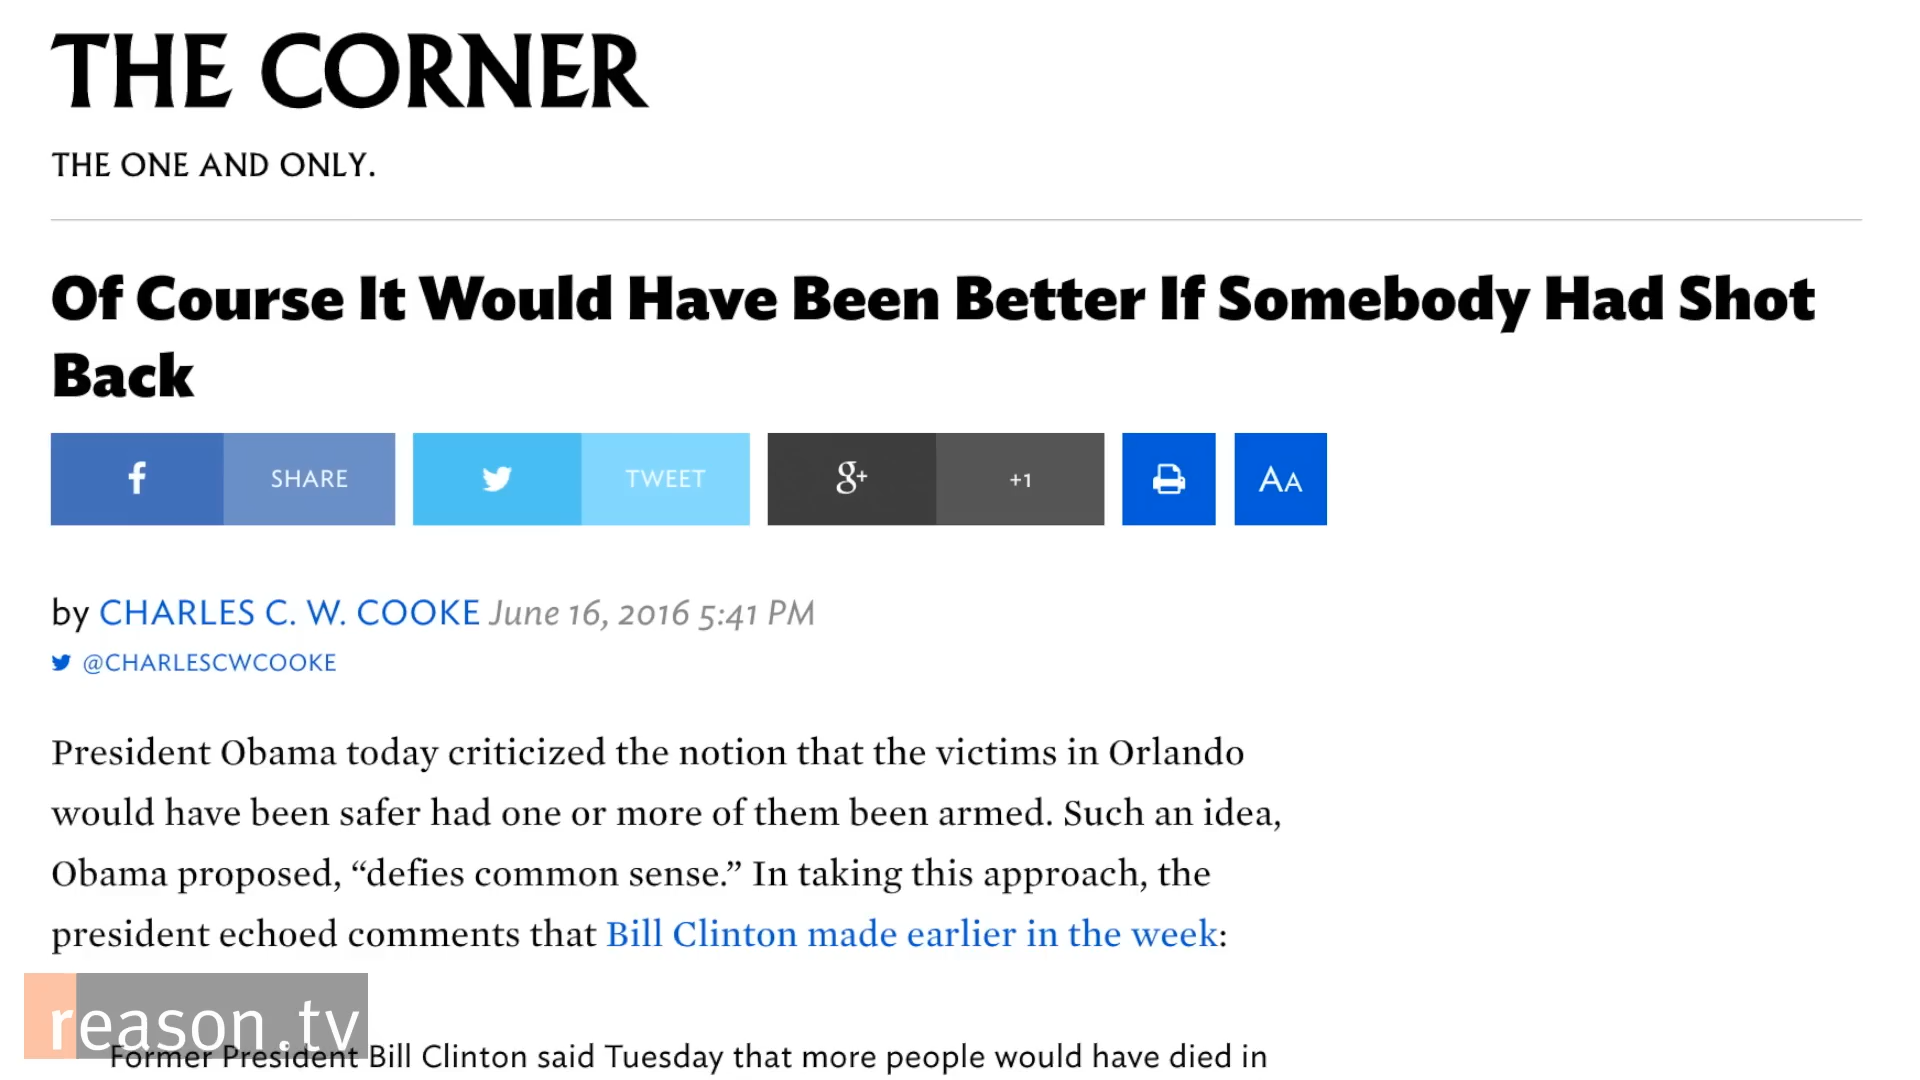 THE CORNER
THE ONE AND ONLY.
Of Course It Would Have Been Better If Somebody Had Shot
Back
f SHARE TWEET g+ +1 AA
by CHARLES C. W. COOKE June 16, 2016 5:41 PM
@CHARLESCWCOOKE
President Obama today criticized the notion that the victims in Orlando
would have been safer had one or more of them been armed. Such an idea,
Obama proposed, “defies common sense.” In taking this approach, the
president echoed comments that Bill Clinton made earlier in the week:
reason.tv
Former President Bill Clinton said Tuesday that more people would have died in